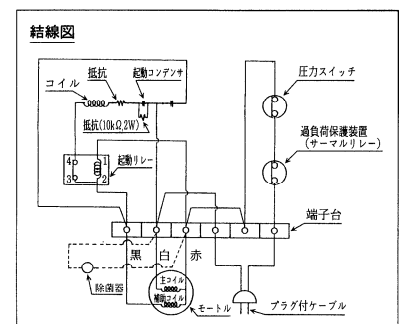 結線図
抵抗
起動コンデンサ
コイル
抵抗(10kΩ,2W)
圧力スイッチ
過負荷保護装置
(サーマルリレー)
4
1
3
2
起動リレー
端子台
黒
白
赤
除菌器
主コイル
補助コイル
モートル
プラグ付ケーブル